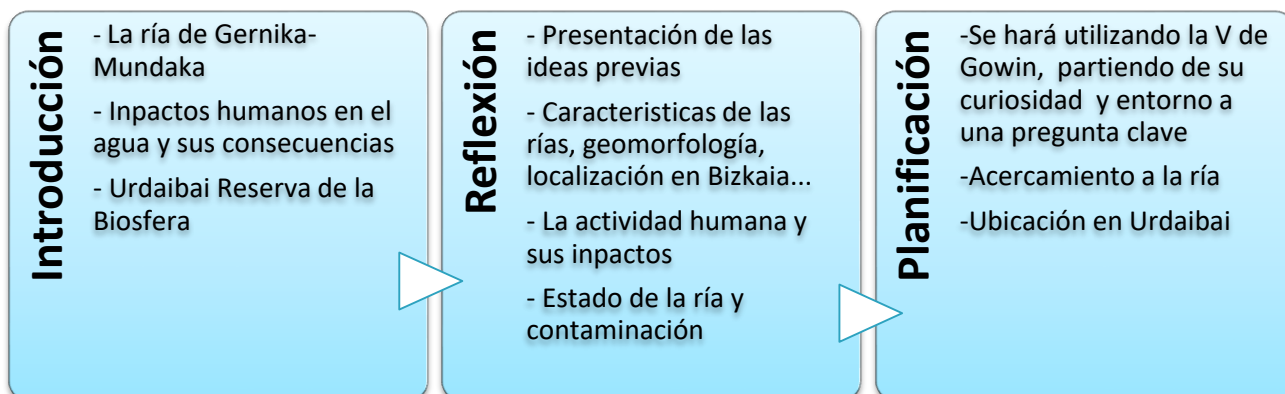 Introducción
- La ría de Gernika-
Mundaka
- Inpactos humanos en el
agua y sus consecuencias
- Urdaibai Reserva de la
Biosfera
Reflexión
- Presentación de las
ideas previas
- Caracteristicas de las
rías, geomorfología,
localización en Bizkaia...
- La actividad humana y
sus inpactos
- Estado de la ría y
contaminación
Planificación
-Se hará utilizando la V de
Gowin, partiendo de su
curiosidad y entorno a
una pregunta clave
-Acercamiento a la ría
-Ubicación en Urdaibai